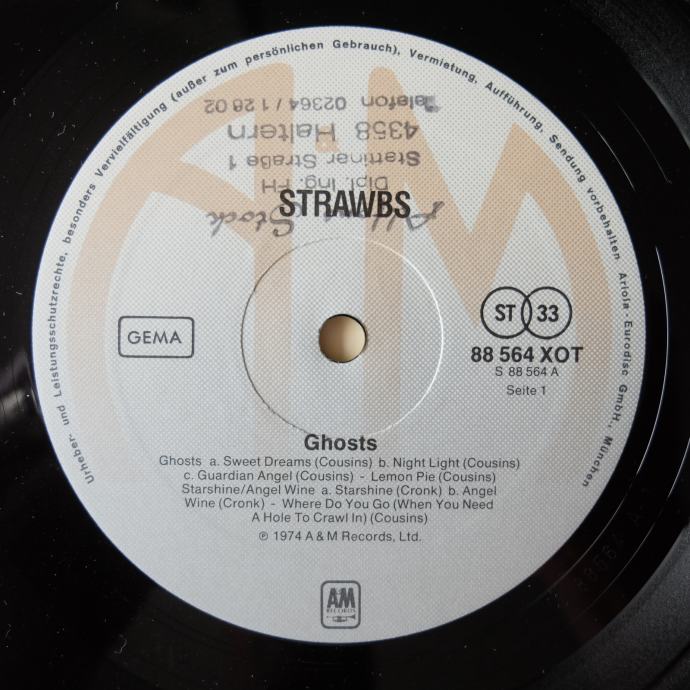 Urheber- und Leistungsschutzrechte, besonders Vervielfältigung (außer zum persönlichen Gebrauch), Vermietung, Aufführung, Sendung vorbehalten Ariola-Eurodisc GmbH., München
Stock
Dipl. Ing. FH
Stettiner Straße 1
4358 Haltern
Telefon 02364 / 1 28 02
STRAWBS
GEMA
ST 33
88 564 XOT
S 88 564 A
Seite 1
Ghosts
Ghosts a. Sweet Dreams (Cousins) b. Night Light (Cousins)
c. Guardian Angel (Cousins) - Lemon Pie (Cousins)
Starshine/Angel Wine a. Starshine (Cronk) b. Angel
Wine (Cronk) - Where Do You Go (When You Need
A Hole To Crawl In) (Cousins)
℗ 1974 A & M Records, Ltd.
AM
RECORDS